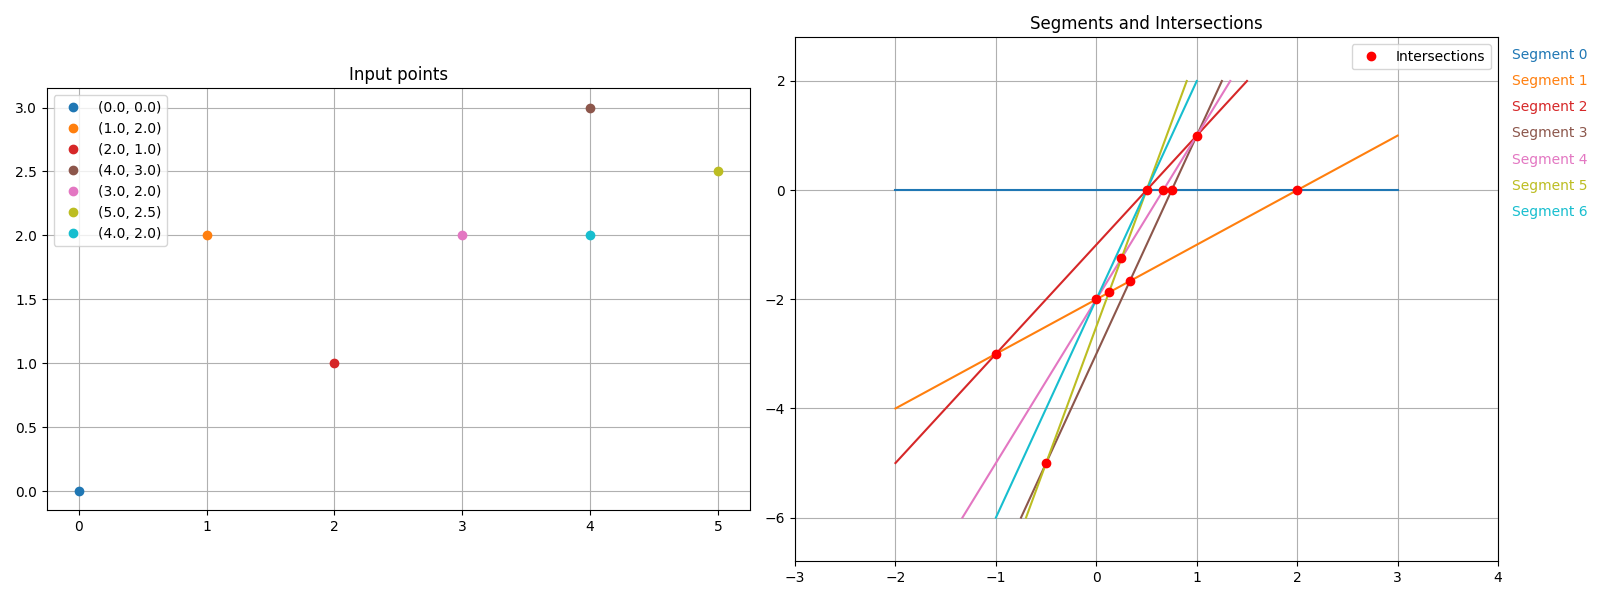 Input points
(0.0, 0.0)
(1.0, 2.0)
(2.0, 1.0)
(4.0, 3.0)
(3.0, 2.0)
(5.0, 2.5)
(4.0, 2.0)
3.0
2.5
2.0
1.5
1.0
0.5
0.0
0 1 2 3 4 5
Segments and Intersections
Intersections
2
0
−2
−4
−6
−3 −2 −1 0 1 2 3 4
Segment 0
Segment 1
Segment 2
Segment 3
Segment 4
Segment 5
Segment 6